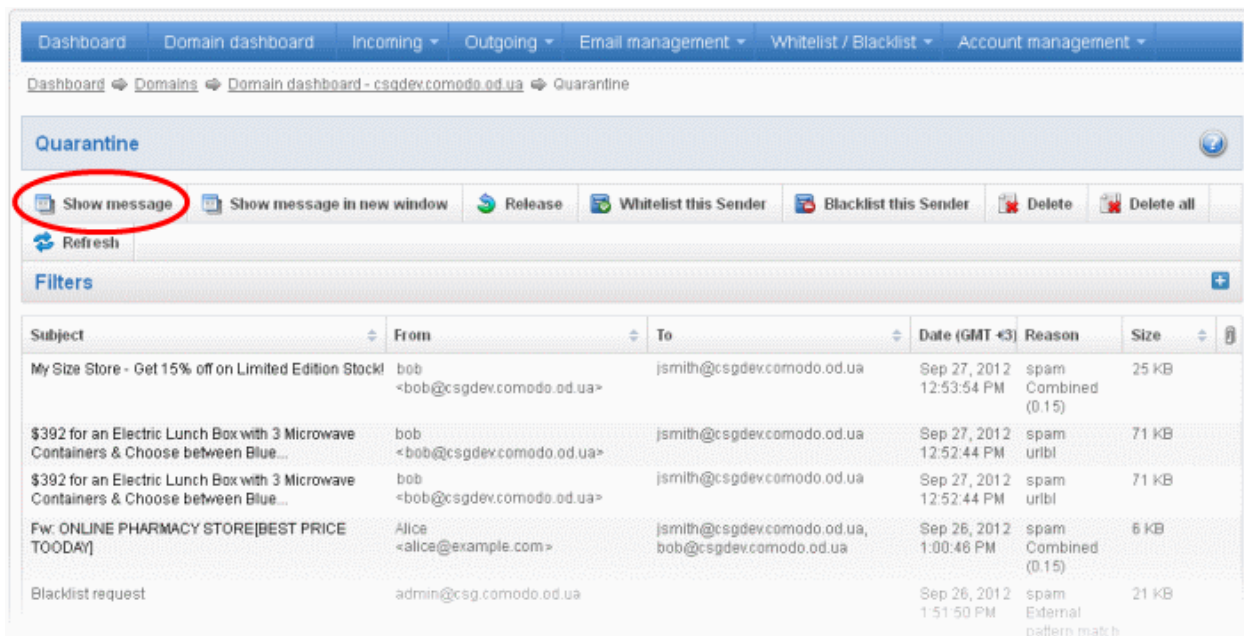 Dashboard Domain dashboard Incoming Outgoing Email management Whitelist / Blacklist Account management
Dashboard Domains Domain dashboard - csgdev.comodo.od.ua Quarantine
Quarantine
Show message Show message in new window Release Whitelist this Sender Blacklist this Sender Delete Delete all
Refresh
Filters
Subject From To Date (GMT +3) Reason Size
My Size Store - Get 15% off on Limited Edition Stock! bob jsmith@csgdev.comodo.od.ua Sep 27, 2012 spam 25 KB
<bob@csgdev.comodo.od.ua> 12:53:54 PM Combined
(0.15)
$392 for an Electric Lunch Box with 3 Microwave bob jsmith@csgdev.comodo.od.ua Sep 27, 2012 spam 71 KB
Containers & Choose between Blue... <bob@csgdev.comodo.od.ua> 12:52:44 PM urlbl
$392 for an Electric Lunch Box with 3 Microwave bob jsmith@csgdev.comodo.od.ua Sep 27, 2012 spam 71 KB
Containers & Choose between Blue... <bob@csgdev.comodo.od.ua> 12:52:44 PM urlbl
Fw: ONLINE PHARMACY STORE[BEST PRICE Alice jsmith@csgdev.comodo.od.ua, Sep 26, 2012 spam 6 KB
TOODAY] <alice@example.com> bob@csgdev.comodo.od.ua 1:00:46 PM Combined
(0.15)
Blacklist request admin@csg.comodo.od.ua Sep 26, 2012 spam 21 KB
1:51:50 PM External
pattern match